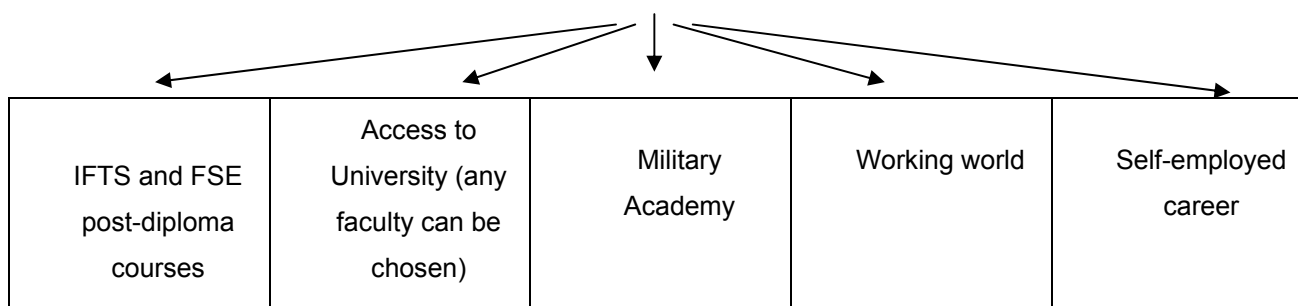 IFTS and FSE
post-diploma
courses
Access to
University (any
faculty can be
chosen)
Military
Academy
Working world
Self-employed
career